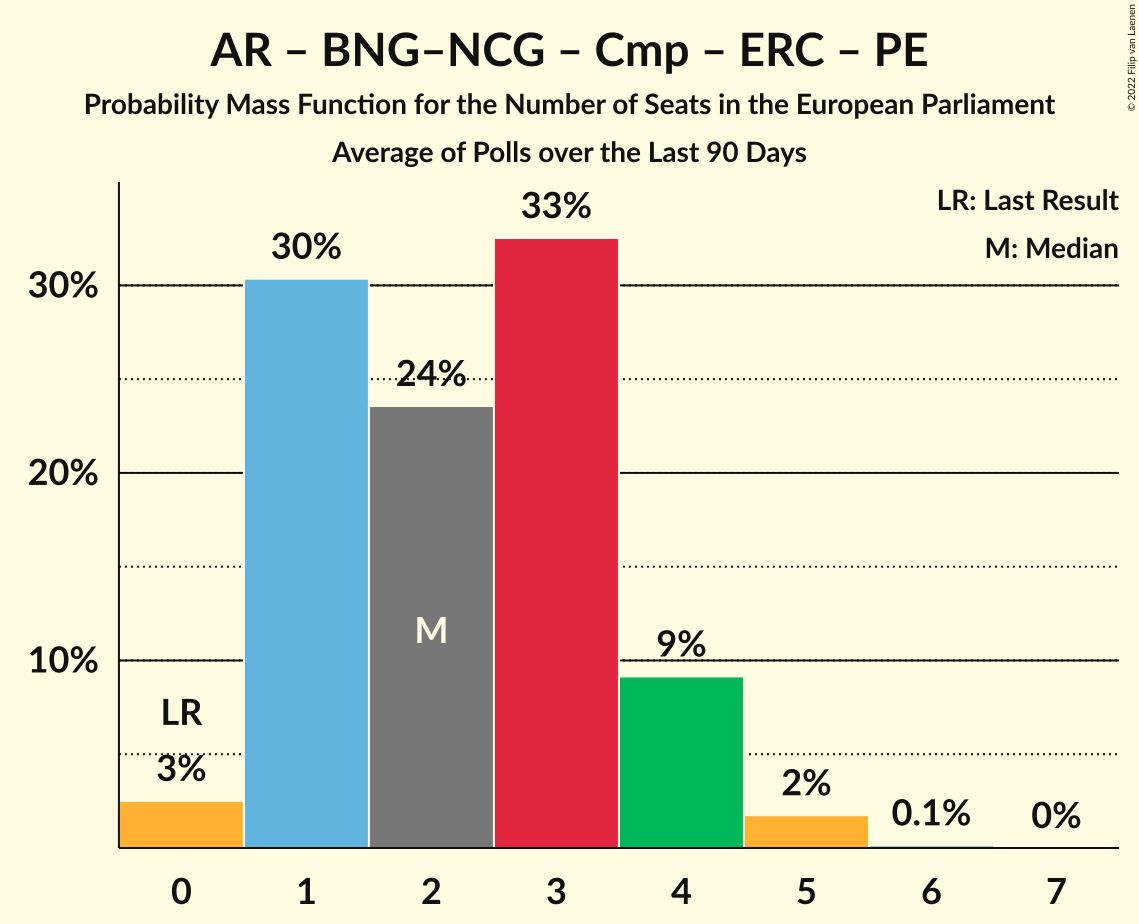 AR – BNG–NCG – Cmp – ERC – PE
Probability Mass Function for the Number of Seats in the European Parliament
Average of Polls over the Last 90 Days
© 2022 Filip van Laenen
LR: Last Result
M: Median
33%
30%
30%
24%
20%
M
9%
10%
LR
3%
2%
0.1%
0%
0 1 2 3 4 5 6 7